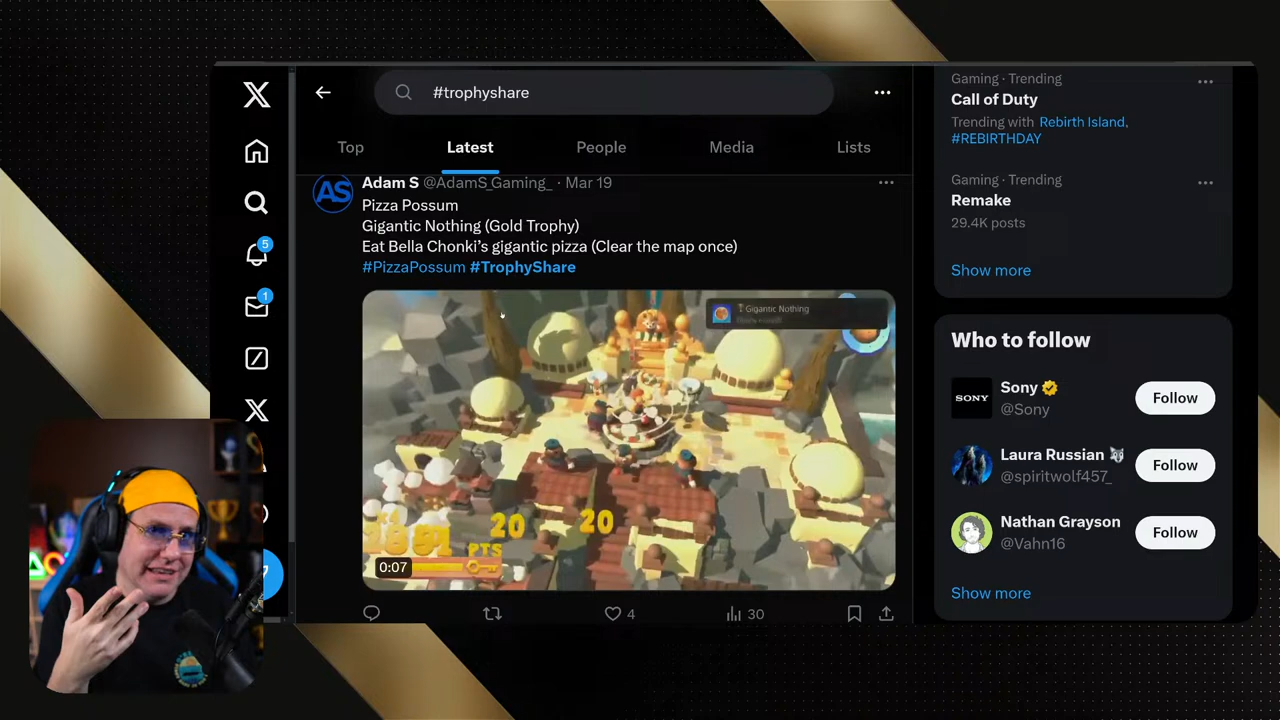 #trophyshare
Top
Latest
People
Media
Lists
5
1
Adam S @AdamS_Gaming_ · Mar 19
Pizza Possum
Gigantic Nothing (Gold Trophy)
Eat Bella Chonki's gigantic pizza (Clear the map once)
#PizzaPossum #TrophyShare
Gigantic Nothing
20
20
PTS
0:07
4
30
Gaming · Trending
Call of Duty
Trending with Rebirth Island,
#REBIRTHDAY
Gaming · Trending
Remake
29.4K posts
Show more
Who to follow
SONY
Sony
@Sony
Follow
Laura Russian
@spiritwolf457_
Follow
Nathan Grayson
@Vahn16
Follow
Show more
AS